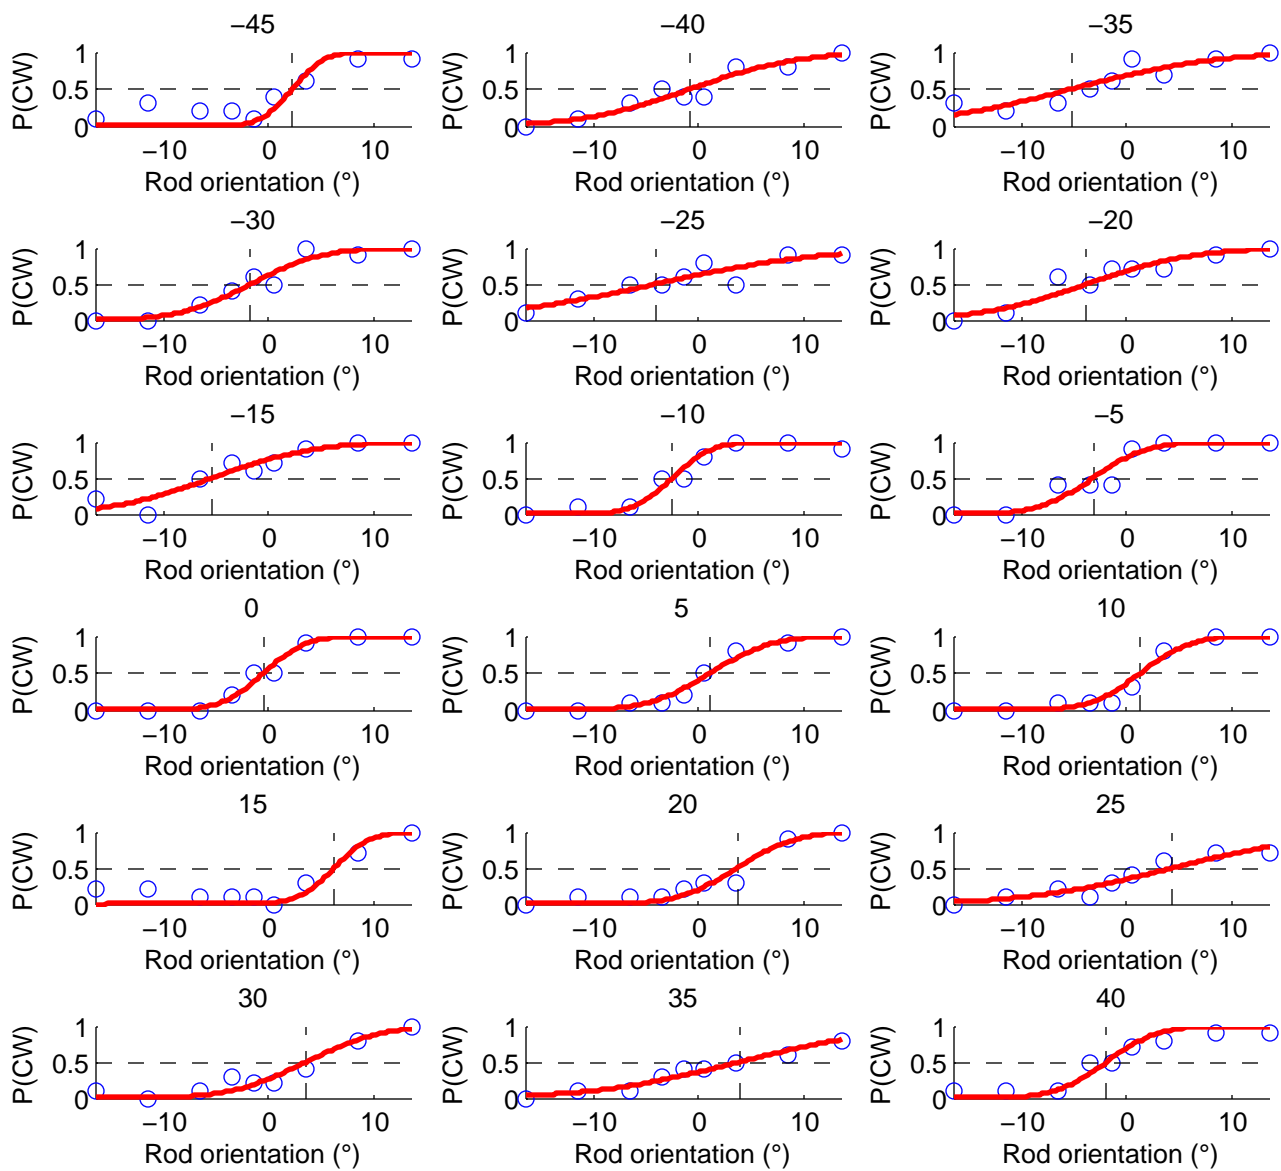 −45 −40 −35
P(CW) 1 0.5 0 P(CW) 1 0.5 0 P(CW) 1 0.5 0
−10 0 10 −10 0 10 −10 0 10
Rod orientation (°) Rod orientation (°) Rod orientation (°)
−30 −25 −20
P(CW) 1 0.5 0 P(CW) 1 0.5 0 P(CW) 1 0.5 0
−10 0 10 −10 0 10 −10 0 10
Rod orientation (°) Rod orientation (°) Rod orientation (°)
−15 −10 −5
P(CW) 1 0.5 0 P(CW) 1 0.5 0 P(CW) 1 0.5 0
−10 0 10 −10 0 10 −10 0 10
Rod orientation (°) Rod orientation (°) Rod orientation (°)
0 5 10
P(CW) 1 0.5 0 P(CW) 1 0.5 0 P(CW) 1 0.5 0
−10 0 10 −10 0 10 −10 0 10
Rod orientation (°) Rod orientation (°) Rod orientation (°)
15 20 25
P(CW) 1 0.5 0 P(CW) 1 0.5 0 P(CW) 1 0.5 0
−10 0 10 −10 0 10 −10 0 10
Rod orientation (°) Rod orientation (°) Rod orientation (°)
30 35 40
P(CW) 1 0.5 0 P(CW) 1 0.5 0 P(CW) 1 0.5 0
−10 0 10 −10 0 10 −10 0 10
Rod orientation (°) Rod orientation (°) Rod orientation (°)